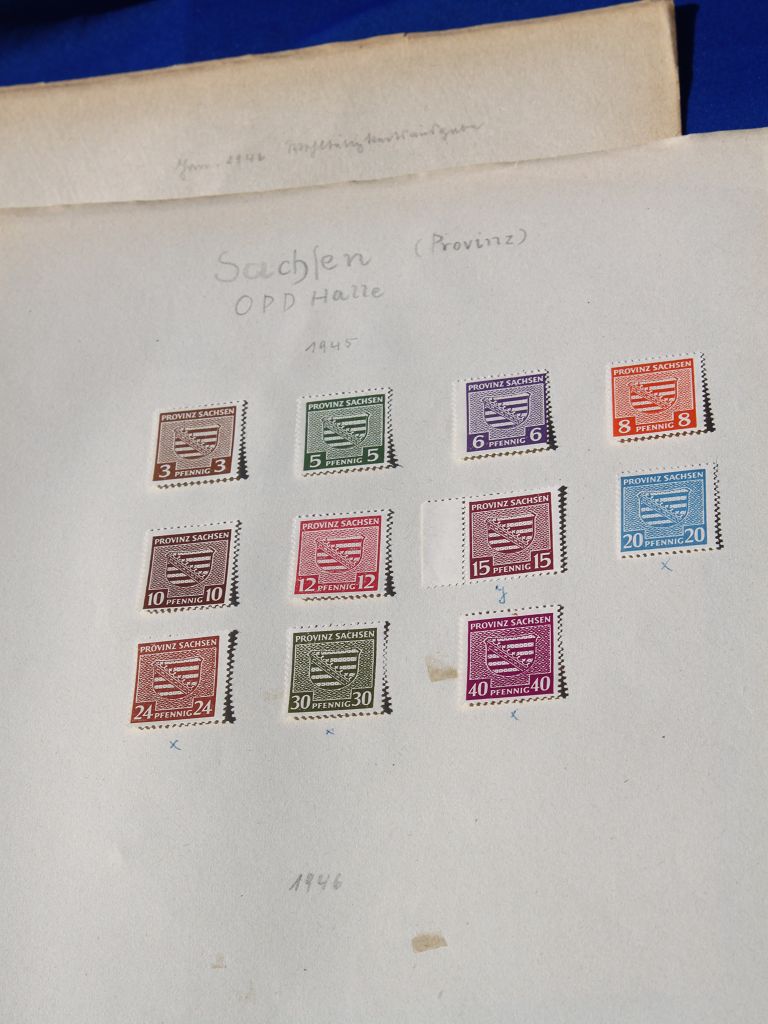 Jan. 1946 Wohltätigkeitsausgabe
Sachsen (Provinz)
OPD Halle
1945
PROVINZ SACHSEN
3 PFENNIG 3
PROVINZ SACHSEN
5 PFENNIG 5
PROVINZ SACHSEN
6 PFENNIG 6
PROVINZ SACHSEN
8 PFENNIG 8
PROVINZ SACHSEN
10 PFENNIG 10
PROVINZ SACHSEN
12 PFENNIG 12
PROVINZ SACHSEN
15 PFENNIG 15
y
PROVINZ SACHSEN
20 PFENNIG 20
x
PROVINZ SACHSEN
24 PFENNIG 24
x
PROVINZ SACHSEN
30 PFENNIG 30
x
PROVINZ SACHSEN
40 PFENNIG 40
x
1946